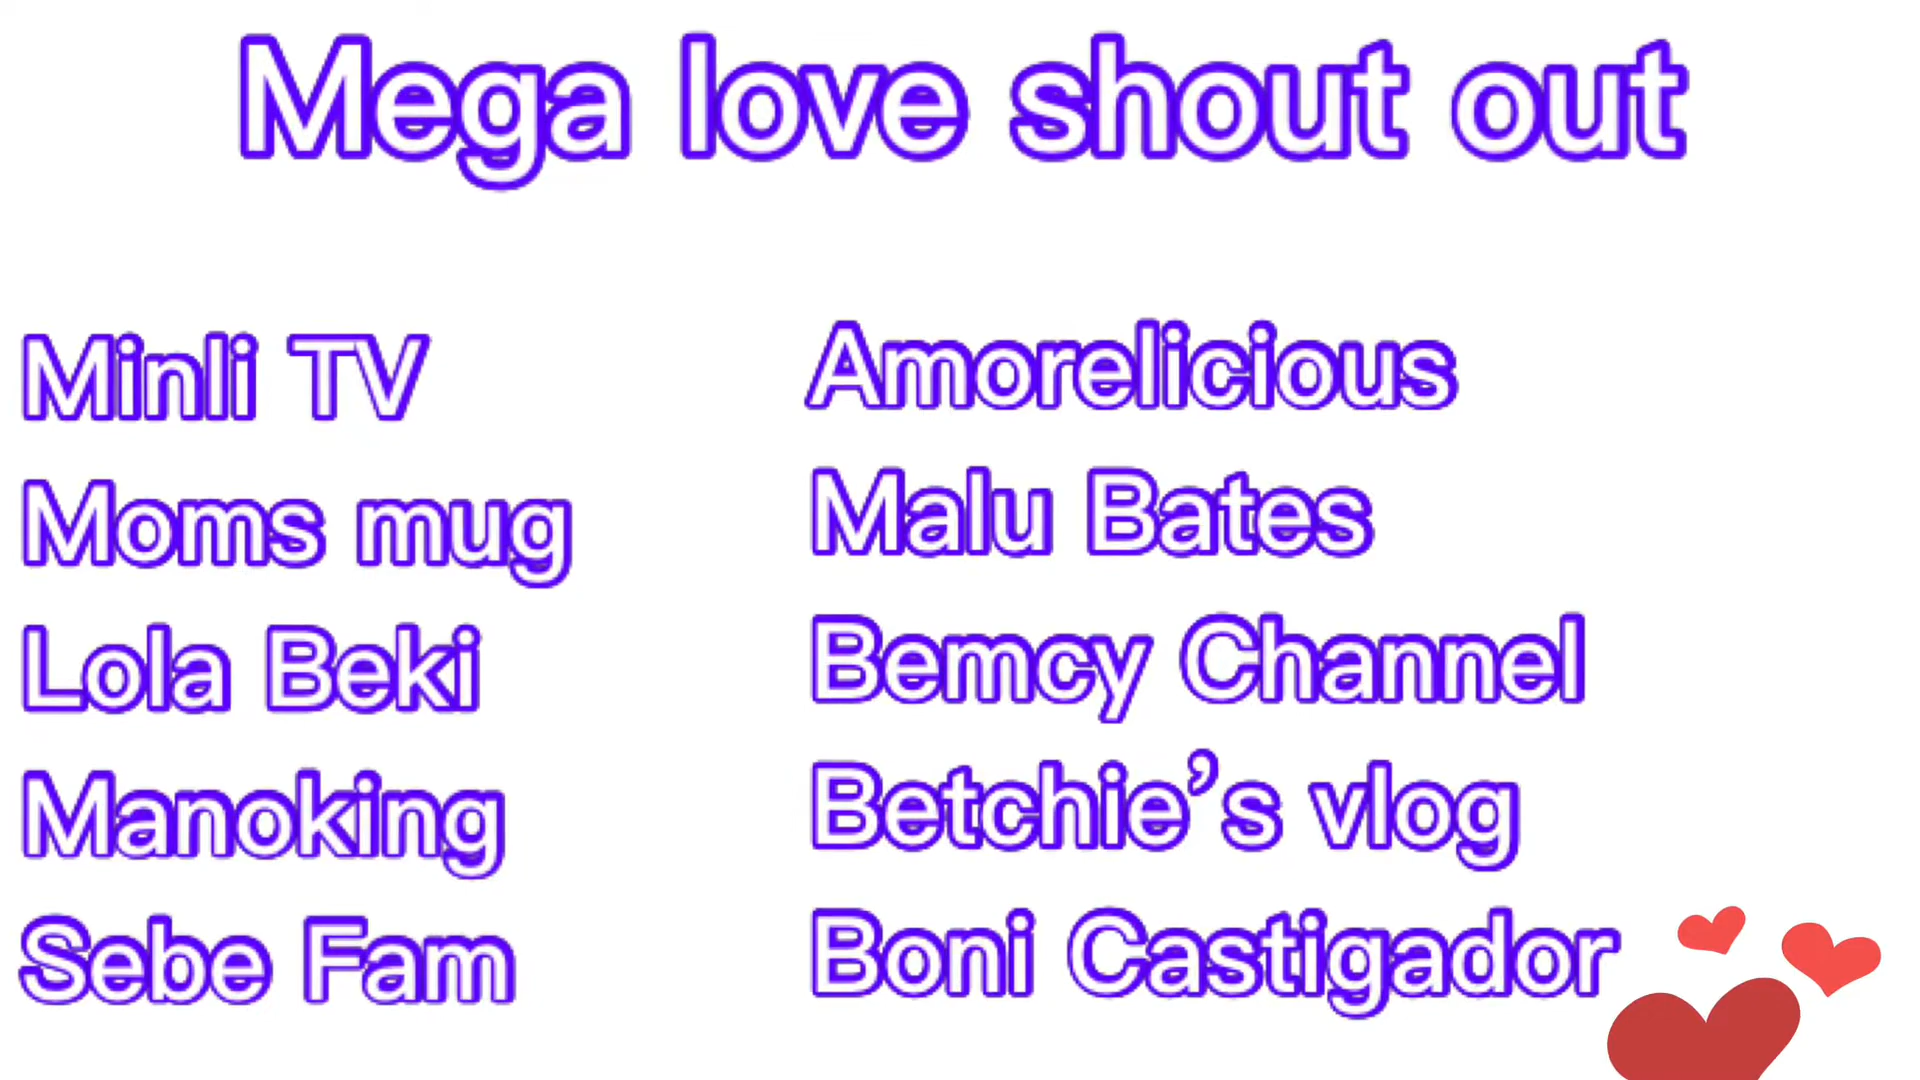 Mega love shout out
Minli TV
Moms mug
Lola Beki
Manoking
Sebe Fam
Amorelicious
Malu Bates
Bemcy Channel
Betchie’s vlog
Boni Castigador